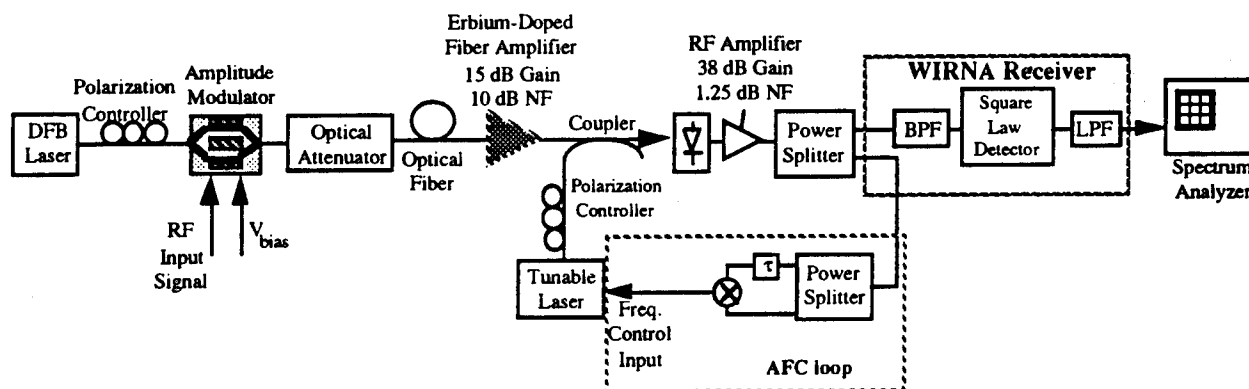 Erbium-Doped
Fiber Amplifier
15 dB Gain
10 dB NF
RF Amplifier
38 dB Gain
1.25 dB NF
WIRNA Receiver
Polarization
Controller
Amplitude
Modulator
DFB
Laser
Optical
Attenuator
Optical
Fiber
Coupler
Power
Splitter
BPF
Square
Law
Detector
LPF
Spectrum
Analyzer
Polarization
Controller
RF
Input
Signal
Vbias
Tunable
Laser
Freq.
Control
Input
τ
Power
Splitter
AFC loop